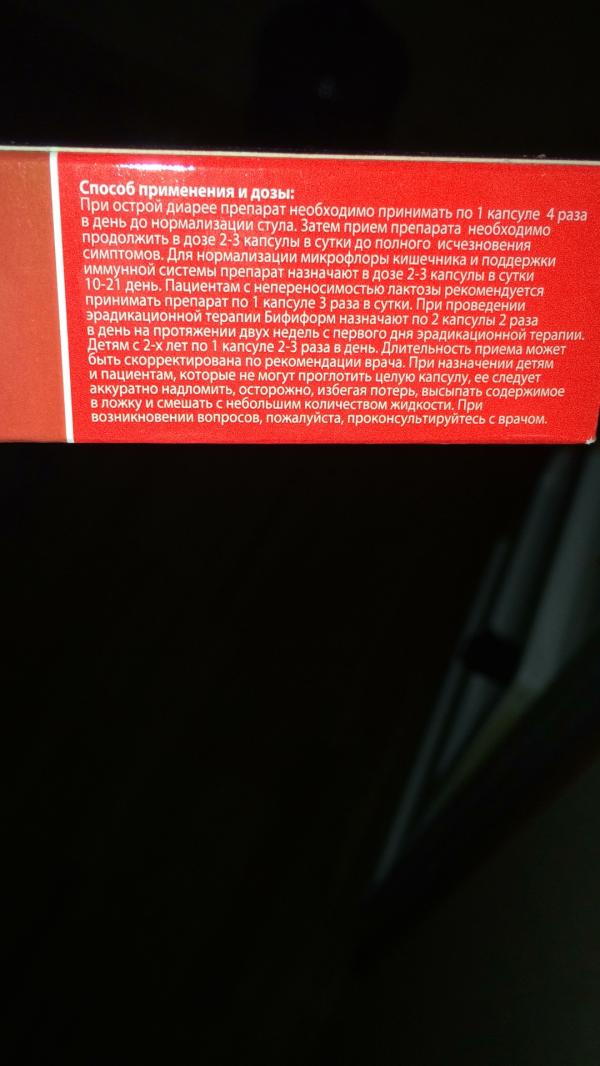 Способ применения и дозы:
При острой диарее препарат необходимо принимать по 1 капсуле 4 раза
в день до нормализации стула. Затем прием препарата необходимо
продолжить в дозе 2-3 капсулы в сутки до полного исчезновения
симптомов. Для нормализации микрофлоры кишечника и поддержки
иммунной системы препарат назначают в дозе 2-3 капсулы в сутки
10-21 день. Пациентам с непереносимостью лактозы рекомендуется
принимать препарат по 1 капсуле 3 раза в сутки. При проведении
эрадикационной терапии Бифиформ назначают по 2 капсулы 2 раза
в день на протяжении двух недель с первого дня эрадикационной терапии.
Детям с 2-х лет по 1 капсуле 2-3 раза в день. Длительность приема может
быть скорректирована по рекомендации врача. При назначении детям
и пациентам, которые не могут проглотить целую капсулу, ее следует
аккуратно надломить, осторожно, избегая потерь, высыпать содержимое
в ложку и смешать с небольшим количеством жидкости. При
возникновении вопросов, пожалуйста, проконсультируйтесь с врачом.